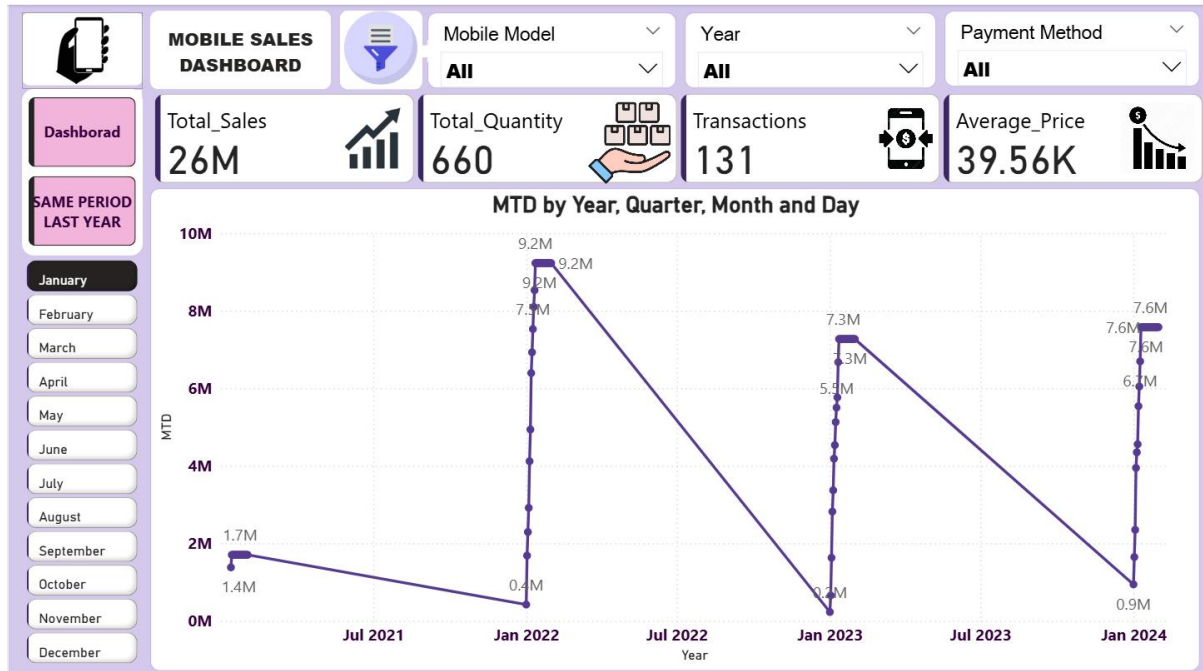 MOBILE SALES
DASHBOARD
Mobile Model
All
Year
All
Payment Method
All
Dashborad
SAME PERIOD
LAST YEAR
Total_Sales
26M
Total_Quantity
660
Transactions
131
Average_Price
39.56K
January
February
March
April
May
June
July
August
September
October
November
December
MTD by Year, Quarter, Month and Day
10M
8M
6M
4M
2M
0M
MTD
1.7M
1.4M
9.2M
9.2M
9.2M
7.5M
0.4M
7.3M
7.3M
5.5M
0.2M
7.6M
7.6M
7.6M
6.7M
0.9M
Jul 2021
Jan 2022
Jul 2022
Jan 2023
Jul 2023
Jan 2024
Year